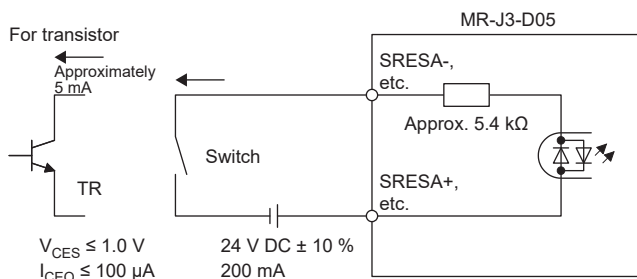 MR-J3-D05
For transistor
Approximately
5 mA
SRESA-,
etc.
Approx. 5.4 kΩ
Switch
SRESA+,
etc.
TR
V_CES ≤ 1.0 V
I_CEO ≤ 100 µA
24 V DC ± 10 %
200 mA